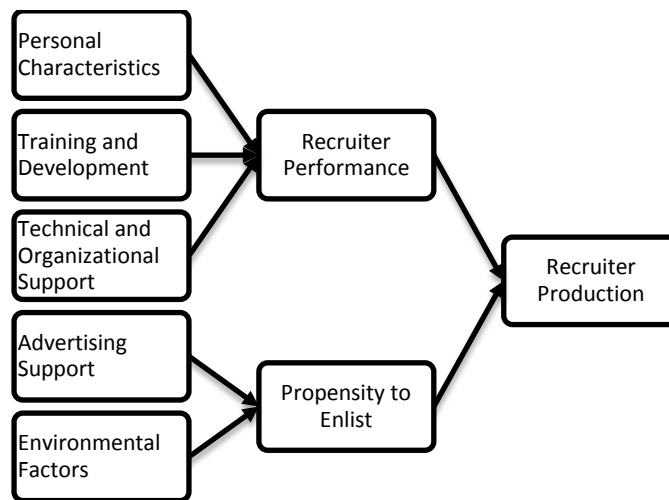 Personal
Characteristics
Training and
Development
Technical and
Organizational
Support
Advertising
Support
Environmental
Factors
Recruiter
Performance
Propensity to
Enlist
Recruiter
Production